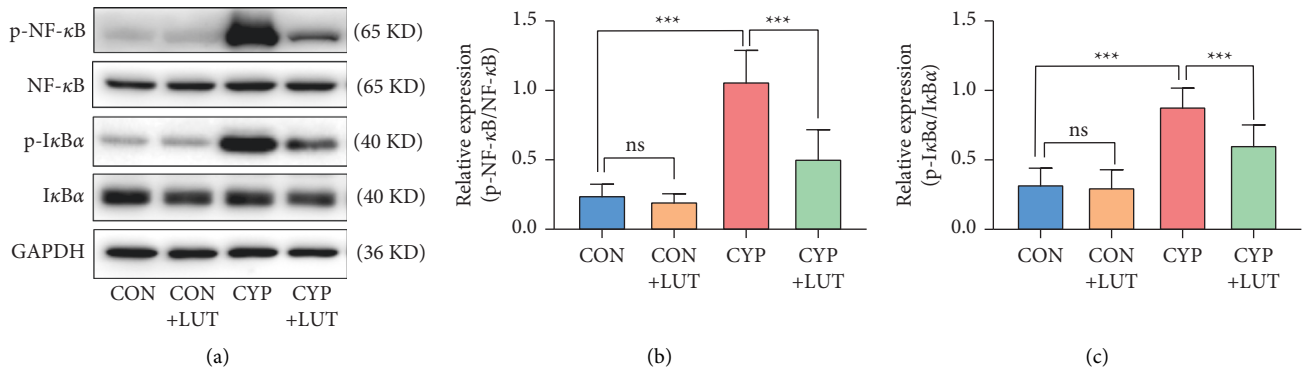 p-NF-κB (65 KD)
NF-κB (65 KD)
p-IκBα (40 KD)
IκBα (40 KD)
GAPDH (36 KD)
CON CON +LUT CYP CYP +LUT
(a)
Relative expression
(p-NF-κB/NF-κB)
1.5
1.0
0.5
0.0
***
***
ns
CON CON +LUT CYP CYP +LUT
(b)
Relative expression
(p-IκBα/IκBα)
1.5
1.0
0.5
0.0
***
***
ns
CON CON +LUT CYP CYP +LUT
(c)